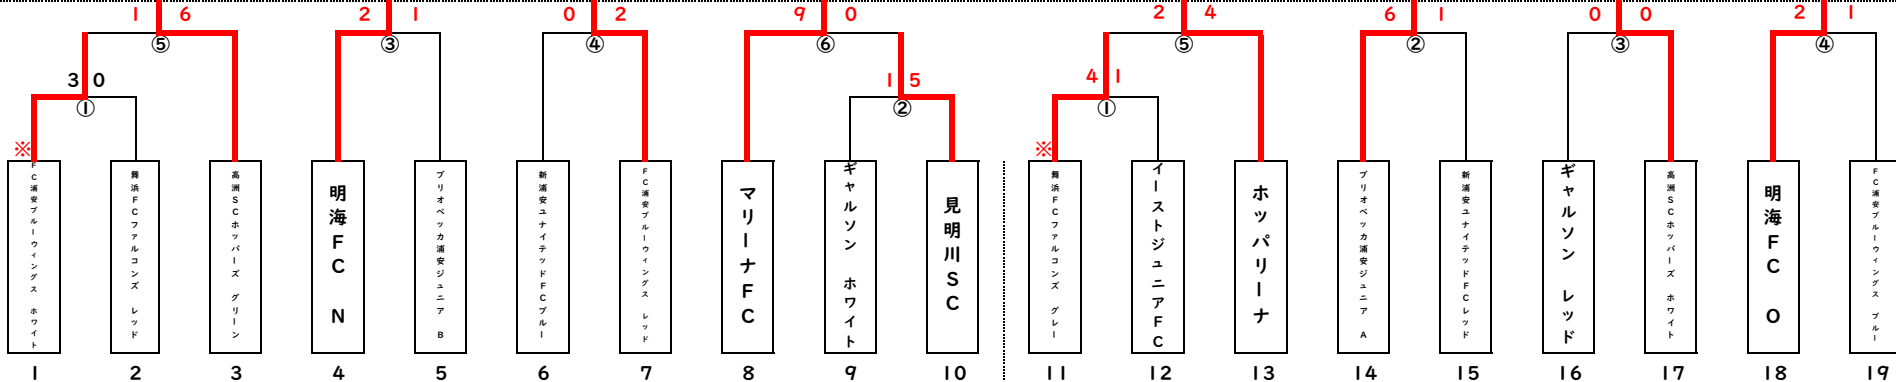 1 6 2 1 0 2 9 0 2 4 6 1 0 0 2 1
⑤ ③ ④ ⑥ ⑤ ② ③ ④
3 0 1 5 4 1
① ② ①
※ ※
FC浦安ブルーウィングス ホワイト
舞浜FCファルコンズ レッド
高洲SCホッパーズ グリーン
明海FC N
ブリオベッカ浦安ジュニア B
新浦安ユナイテッドFCブルー
FC浦安ブルーウィングス レッド
マリーナFC
ギャルソン ホワイト
見明川SC
舞浜FCファルコンズ グレー
イーストジュニアFC
ホッパリーナ
ブリオベッカ浦安ジュニア A
新浦安ユナイテッドFCレッド
ギャルソン レッド
高洲SCホッパーズ ホワイト
明海FC O
FC浦安ブルーウィングス ブルー
1 2 3 4 5 6 7 8 9 10 11 12 13 14 15 16 17 18 19